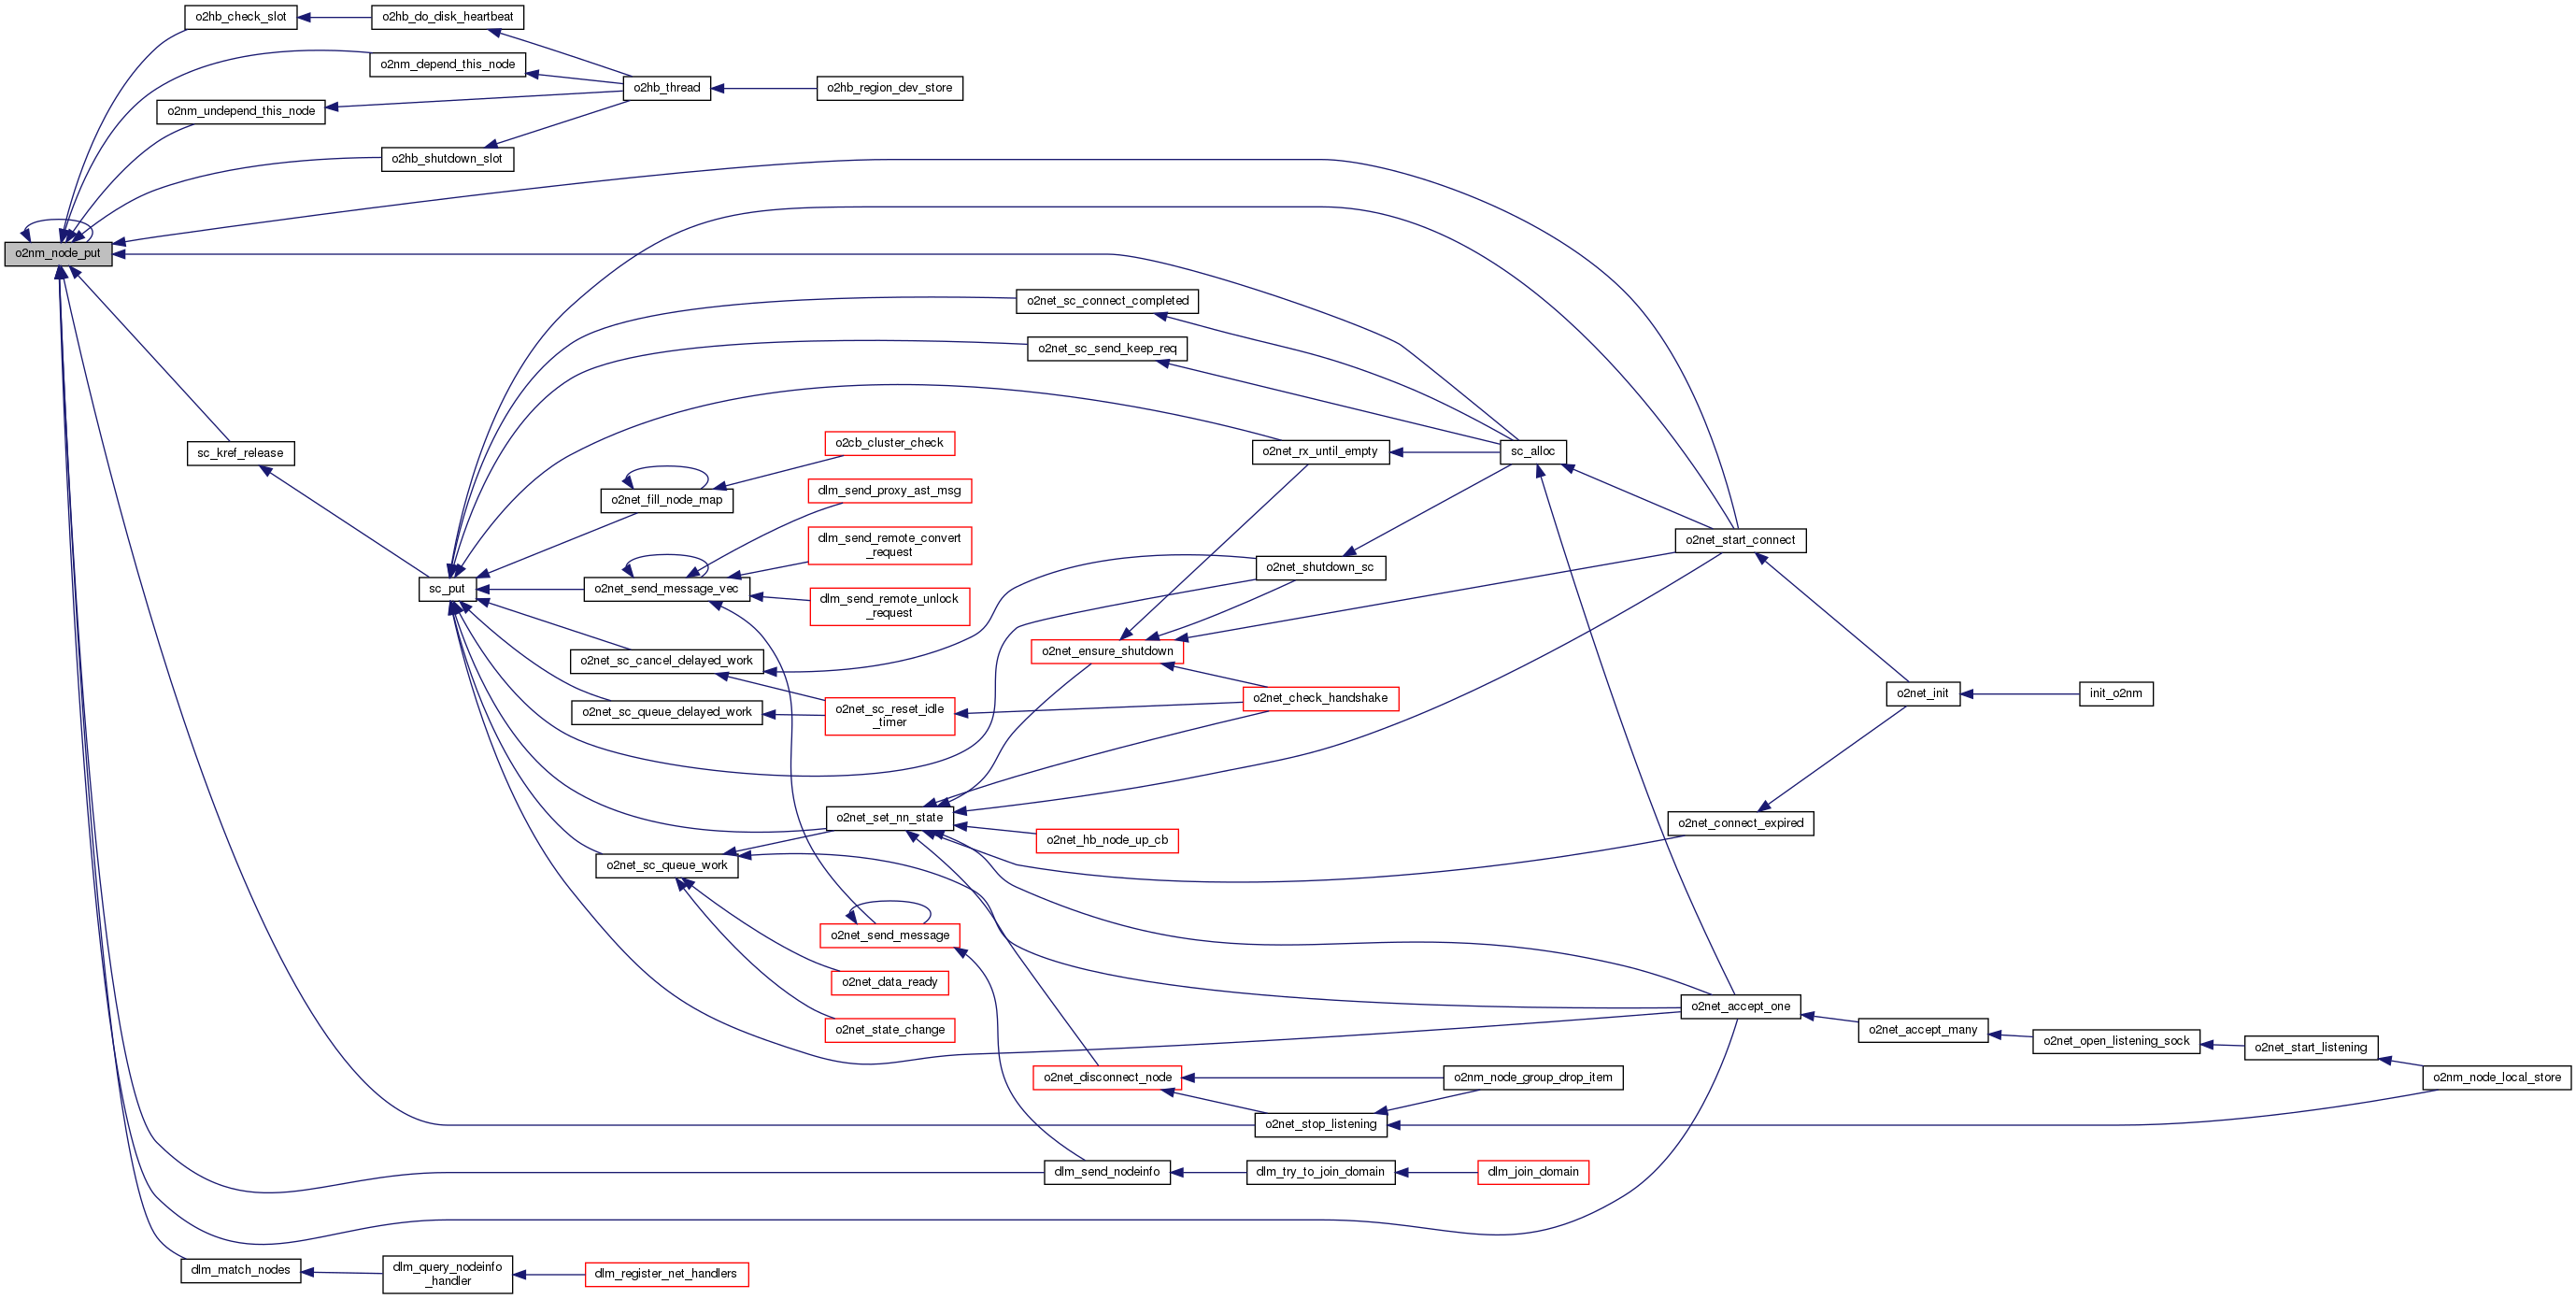 o2hb_check_slot
o2hb_do_disk_heartbeat
o2nm_depend_this_node
o2hb_thread
o2hb_region_dev_store
o2nm_undepend_this_node
o2hb_shutdown_slot
o2nm_node_put
o2net_sc_connect_completed
o2net_sc_send_keep_req
sc_kref_release
o2cb_cluster_check
o2net_rx_until_empty
sc_alloc
o2net_fill_node_map
dlm_send_proxy_ast_msg
dlm_send_remote_convert
_request
o2net_start_connect
o2net_shutdown_sc
sc_put
o2net_send_message_vec
dlm_send_remote_unlock
_request
o2net_ensure_shutdown
o2net_sc_cancel_delayed_work
o2net_check_handshake
o2net_init
init_o2nm
o2net_sc_queue_delayed_work
o2net_sc_reset_idle
_timer
o2net_set_nn_state
o2net_connect_expired
o2net_hb_node_up_cb
o2net_sc_queue_work
o2net_send_message
o2net_data_ready
o2net_state_change
o2net_accept_one
o2net_accept_many
o2net_open_listening_sock
o2net_start_listening
o2net_disconnect_node
o2nm_node_group_drop_item
o2nm_node_local_store
o2net_stop_listening
dlm_send_nodeinfo
dlm_try_to_join_domain
dlm_join_domain
dlm_match_nodes
dlm_query_nodeinfo
_handler
dlm_register_net_handlers